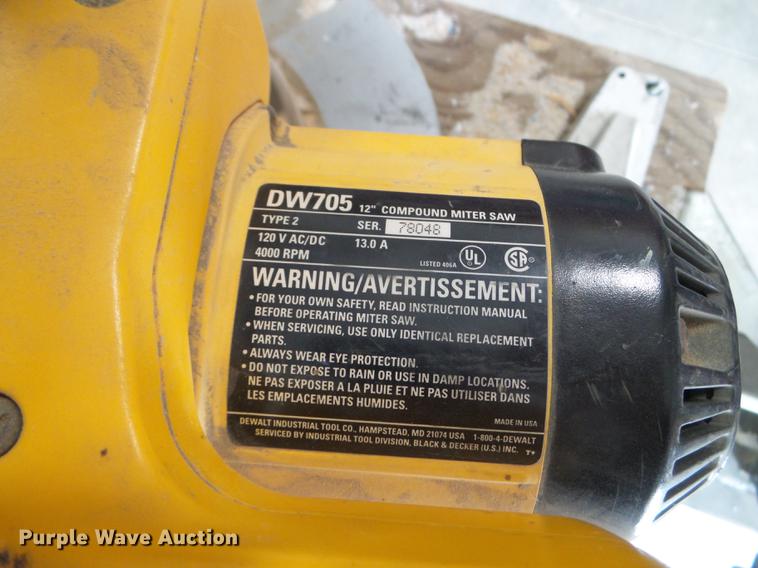 DW705 12" COMPOUND MITER SAW
TYPE 2 SER. 78048
120 V AC/DC 13.0 A
4000 RPM LISTED 406A UL SA
WARNING/AVERTISSEMENT:
• FOR YOUR OWN SAFETY, READ INSTRUCTION MANUAL
BEFORE OPERATING MITER SAW.
• WHEN SERVICING, USE ONLY IDENTICAL REPLACEMENT
PARTS.
• ALWAYS WEAR EYE PROTECTION.
• DO NOT EXPOSE TO RAIN OR USE IN DAMP LOCATIONS.
NE PAS EXPOSER A LA PLUIE ET NE PAS UTILISER DANS
LES EMPLACEMENTS HUMIDES.
MADE IN USA
DEWALT INDUSTRIAL TOOL CO., HAMPSTEAD, MD 21074 USA 1-800-4-DEWALT
SERVICED BY INDUSTRIAL TOOL DIVISION, BLACK & DECKER (U.S.) INC.
Purple Wave Auction